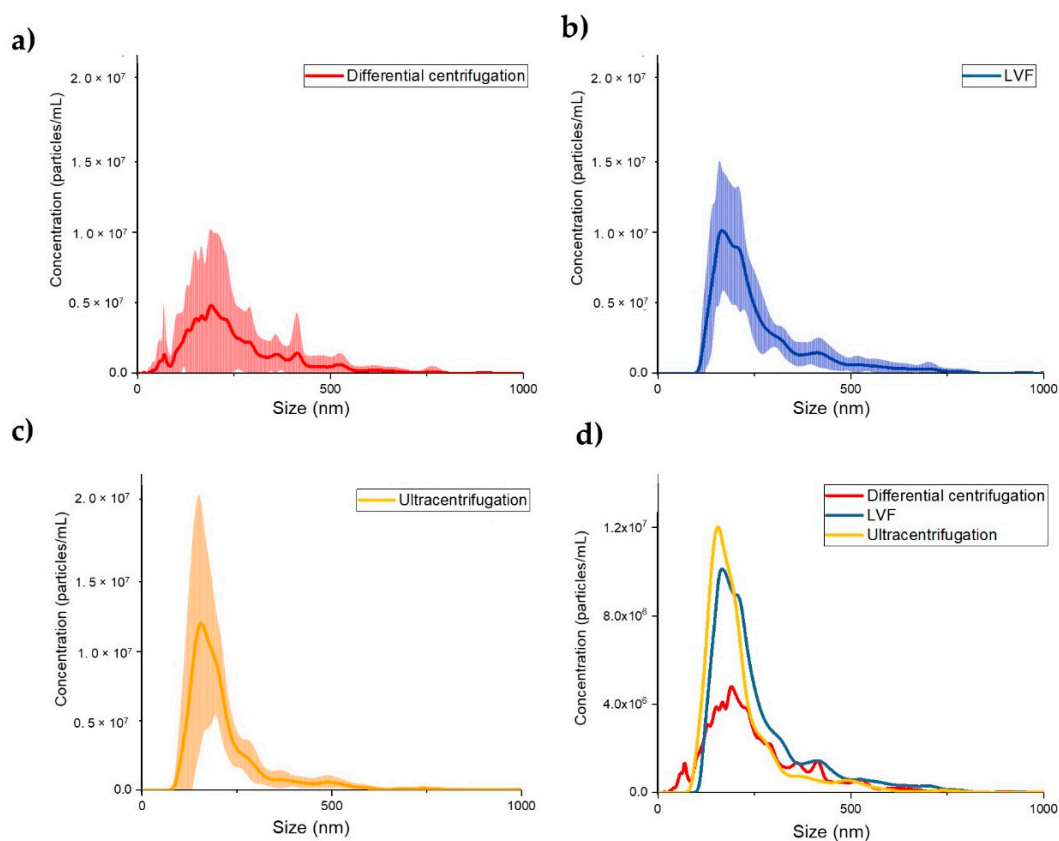 a)
Differential centrifugation
Concentration (particles/mL)
2.0 × 10⁷
1.5 × 10⁷
1.0 × 10⁷
0.5 × 10⁷
0.0
0
500
1000
Size (nm)
b)
LVF
Concentration (particles/mL)
2.0 × 10⁷
1.5 × 10⁷
1.0 × 10⁷
0.5 × 10⁷
0.0
0
500
1000
Size (nm)
c)
Ultracentrifugation
Concentration (particles/mL)
2.0 × 10⁷
1.5 × 10⁷
1.0 × 10⁷
0.5 × 10⁷
0.0
0
500
1000
Size (nm)
d)
Differential centrifugation
LVF
Ultracentrifugation
Concentration (particles/mL)
1.2x10⁷
8.0x10⁶
4.0x10⁶
0.0
0
500
1000
Size (nm)